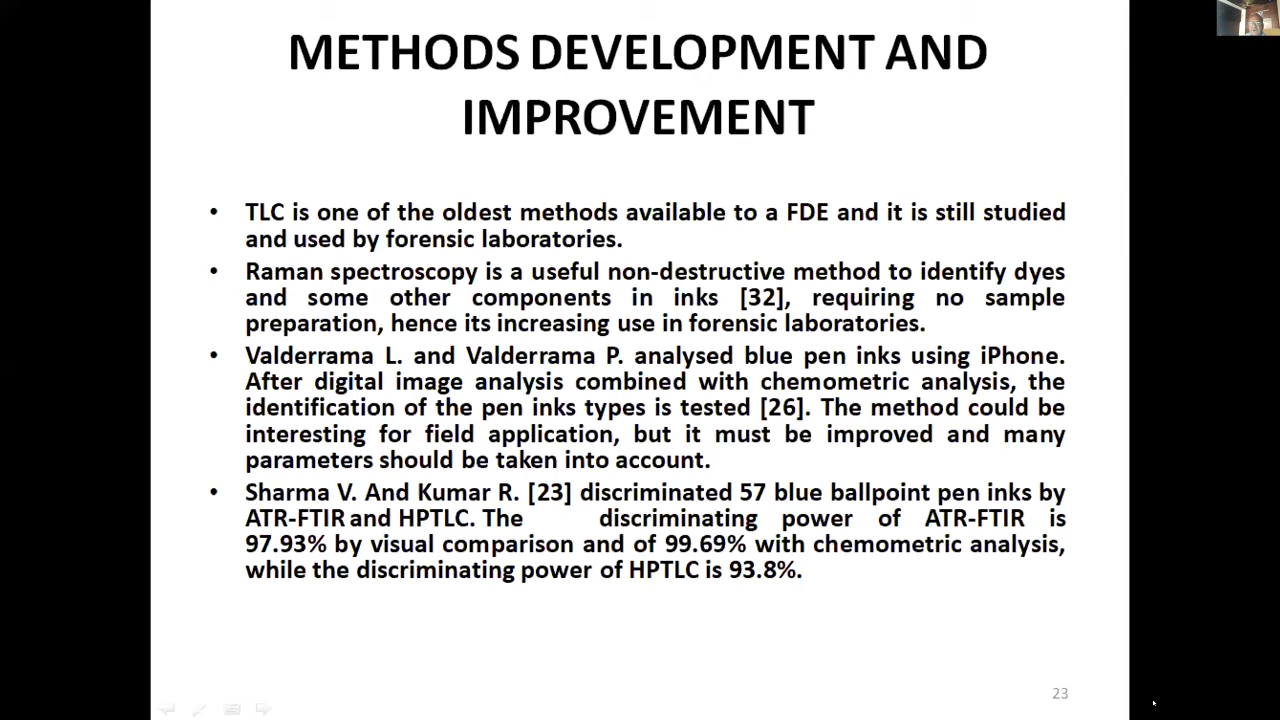 METHODS DEVELOPMENT AND
IMPROVEMENT
• TLC is one of the oldest methods available to a FDE and it is still studied
and used by forensic laboratories.
• Raman spectroscopy is a useful non-destructive method to identify dyes
and some other components in inks [32], requiring no sample
preparation, hence its increasing use in forensic laboratories.
• Valderrama L. and Valderrama P. analysed blue pen inks using iPhone.
After digital image analysis combined with chemometric analysis, the
identification of the pen inks types is tested [26]. The method could be
interesting for field application, but it must be improved and many
parameters should be taken into account.
• Sharma V. And Kumar R. [23] discriminated 57 blue ballpoint pen inks by
ATR-FTIR and HPTLC. The discriminating power of ATR-FTIR is
97.93% by visual comparison and of 99.69% with chemometric analysis,
while the discriminating power of HPTLC is 93.8%.
23